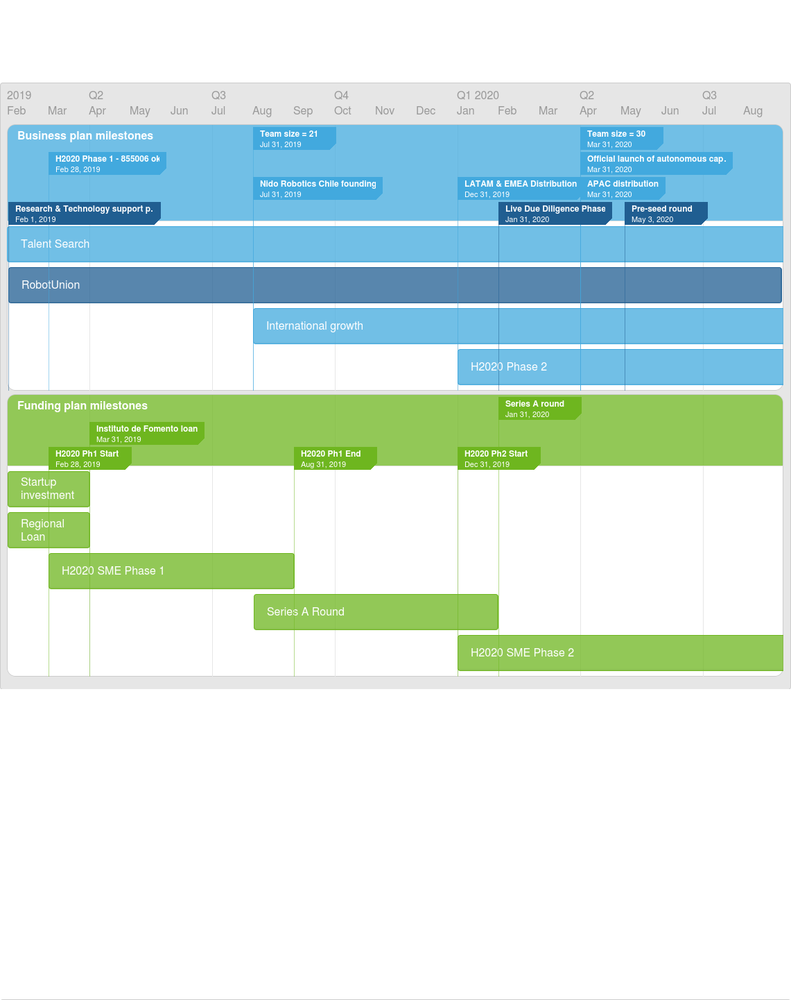 2019 Q2 Q3 Q4 Q1 2020 Q2 Q3
Feb Mar Apr May Jun Jul Aug Sep Oct Nov Dec Jan Feb Mar Apr May Jun Jul Aug
Business plan milestones
Team size = 21
Jul 31, 2019
Team size = 30
Mar 31, 2020
H2020 Phase 1 - 855006 ok
Feb 28, 2019
Official launch of autonomous cap.
Mar 31, 2020
Nido Robotics Chile founding
Jul 31, 2019
LATAM & EMEA Distribution
Dec 31, 2019
APAC distribution
Mar 31, 2020
Research & Technology support p.
Feb 1, 2019
Live Due Diligence Phase
Jan 31, 2020
Pre-seed round
May 3, 2020
Talent Search
RobotUnion
International growth
H2020 Phase 2
Funding plan milestones
Series A round
Jan 31, 2020
Instituto de Fomento loan
Mar 31, 2019
H2020 Ph1 Start
Feb 28, 2019
H2020 Ph1 End
Aug 31, 2019
H2020 Ph2 Start
Dec 31, 2019
Startup
investment
Regional
Loan
H2020 SME Phase 1
Series A Round
H2020 SME Phase 2